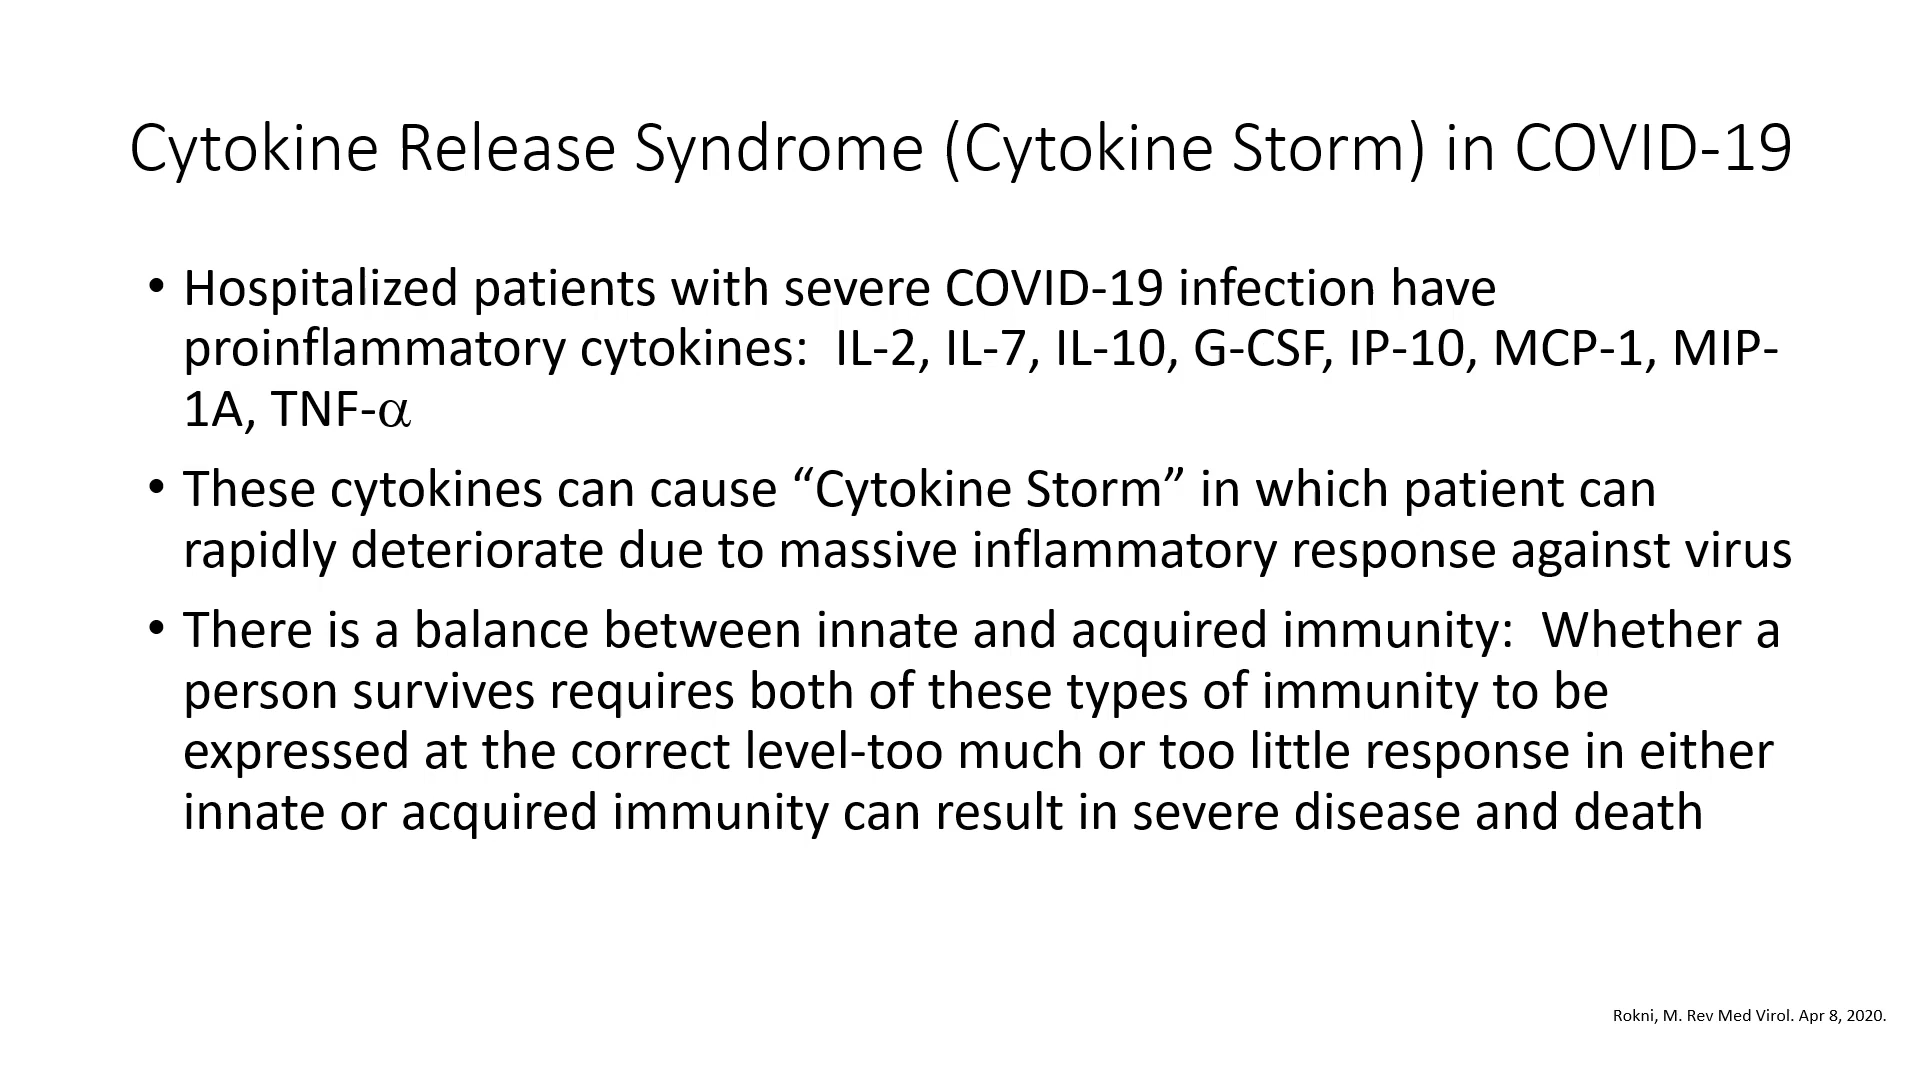 Cytokine Release Syndrome (Cytokine Storm) in COVID-19
• Hospitalized patients with severe COVID-19 infection have
proinflammatory cytokines:  IL-2, IL-7, IL-10, G-CSF, IP-10, MCP-1, MIP-
1A, TNF-α
• These cytokines can cause “Cytokine Storm” in which patient can
rapidly deteriorate due to massive inflammatory response against virus
• There is a balance between innate and acquired immunity:  Whether a
person survives requires both of these types of immunity to be
expressed at the correct level-too much or too little response in either
innate or acquired immunity can result in severe disease and death
Rokni, M. Rev Med Virol. Apr 8, 2020.